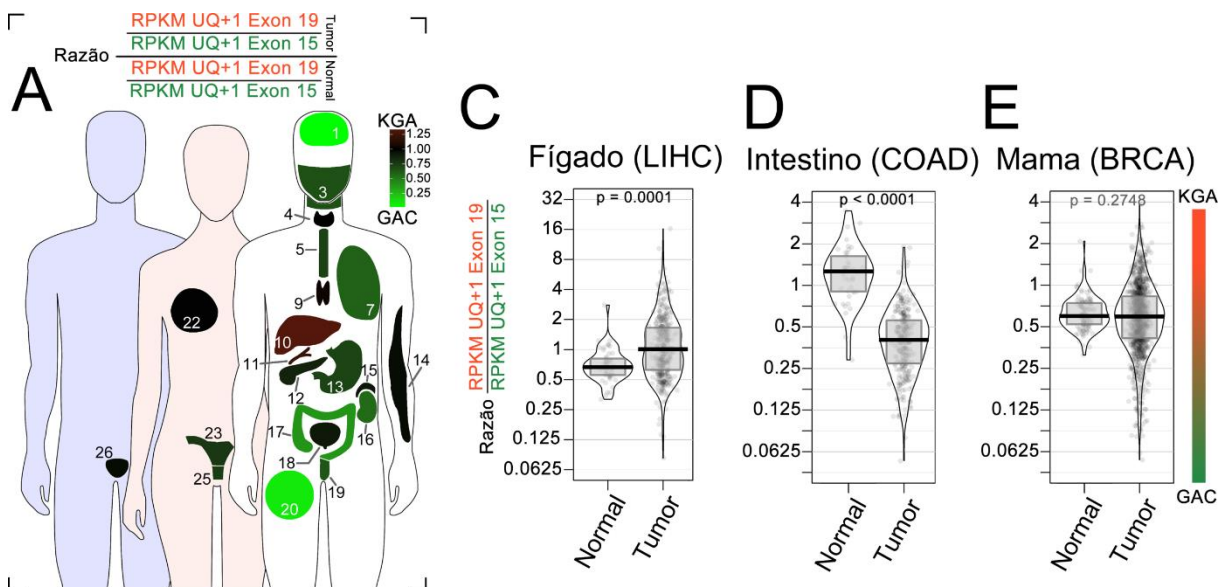 RPKM UQ+1 Exon 19
RPKM UQ+1 Exon 15
Tumor
Razão
RPKM UQ+1 Exon 19
RPKM UQ+1 Exon 15
Normal
A
KGA
1.25
1.00
0.75
0.50
0.25
GAC
1
3
4
5
7
9
22
10
11
12
13
14
15
16
17
18
19
20
23
25
26
C
Fígado (LIHC)
p = 0.0001
Razão
RPKM UQ+1 Exon 19
RPKM UQ+1 Exon 15
32
16
8
4
2
1
0.5
0.25
0.125
0.0625
Normal
Tumor
D
Intestino (COAD)
p < 0.0001
4
2
1
0.5
0.25
0.125
0.0625
Normal
Tumor
E
Mama (BRCA)
p = 0.2748
4
2
1
0.5
0.25
0.125
0.0625
Normal
Tumor
KGA
GAC